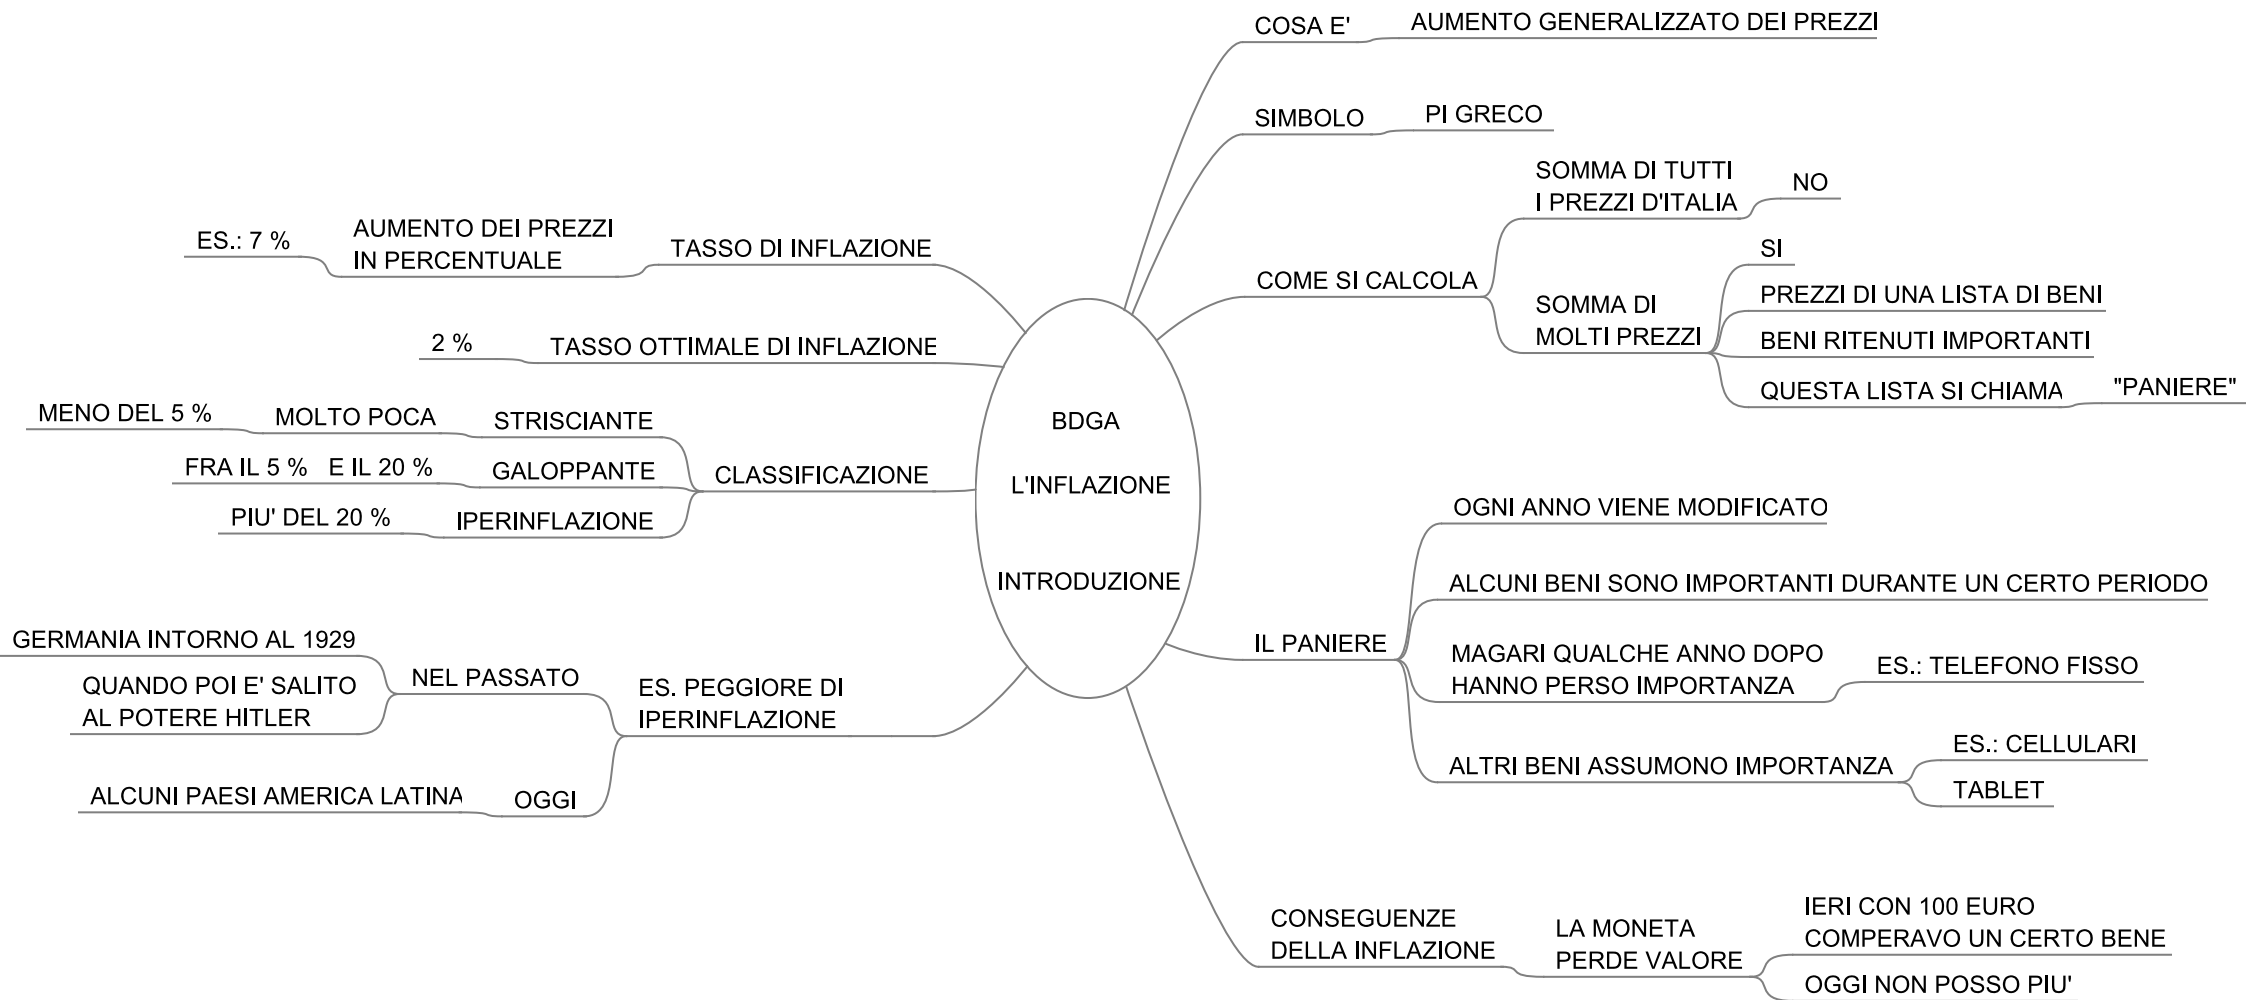 BDGA
L'INFLAZIONE
INTRODUZIONE
COSA E'
AUMENTO GENERALIZZATO DEI PREZZI
SIMBOLO
PI GRECO
COME SI CALCOLA
SOMMA DI TUTTI
I PREZZI D'ITALIA
NO
SOMMA DI
MOLTI PREZZI
SI
PREZZI DI UNA LISTA DI BENI
BENI RITENUTI IMPORTANTI
QUESTA LISTA SI CHIAMA
"PANIERE"
IL PANIERE
OGNI ANNO VIENE MODIFICATO
ALCUNI BENI SONO IMPORTANTI DURANTE UN CERTO PERIODO
MAGARI QUALCHE ANNO DOPO
HANNO PERSO IMPORTANZA
ES.: TELEFONO FISSO
ALTRI BENI ASSUMONO IMPORTANZA
ES.: CELLULARI
TABLET
CONSEGUENZE
DELLA INFLAZIONE
LA MONETA
PERDE VALORE
IERI CON 100 EURO
COMPERAVO UN CERTO BENE
OGGI NON POSSO PIU'
TASSO DI INFLAZIONE
AUMENTO DEI PREZZI
IN PERCENTUALE
ES.: 7 %
TASSO OTTIMALE DI INFLAZIONE
2 %
CLASSIFICAZIONE
STRISCIANTE
MOLTO POCA
MENO DEL 5 %
GALOPPANTE
FRA IL 5 % E IL 20 %
IPERINFLAZIONE
PIU' DEL 20 %
ES. PEGGIORE DI
IPERINFLAZIONE
NEL PASSATO
GERMANIA INTORNO AL 1929
QUANDO POI E' SALITO
AL POTERE HITLER
OGGI
ALCUNI PAESI AMERICA LATINA